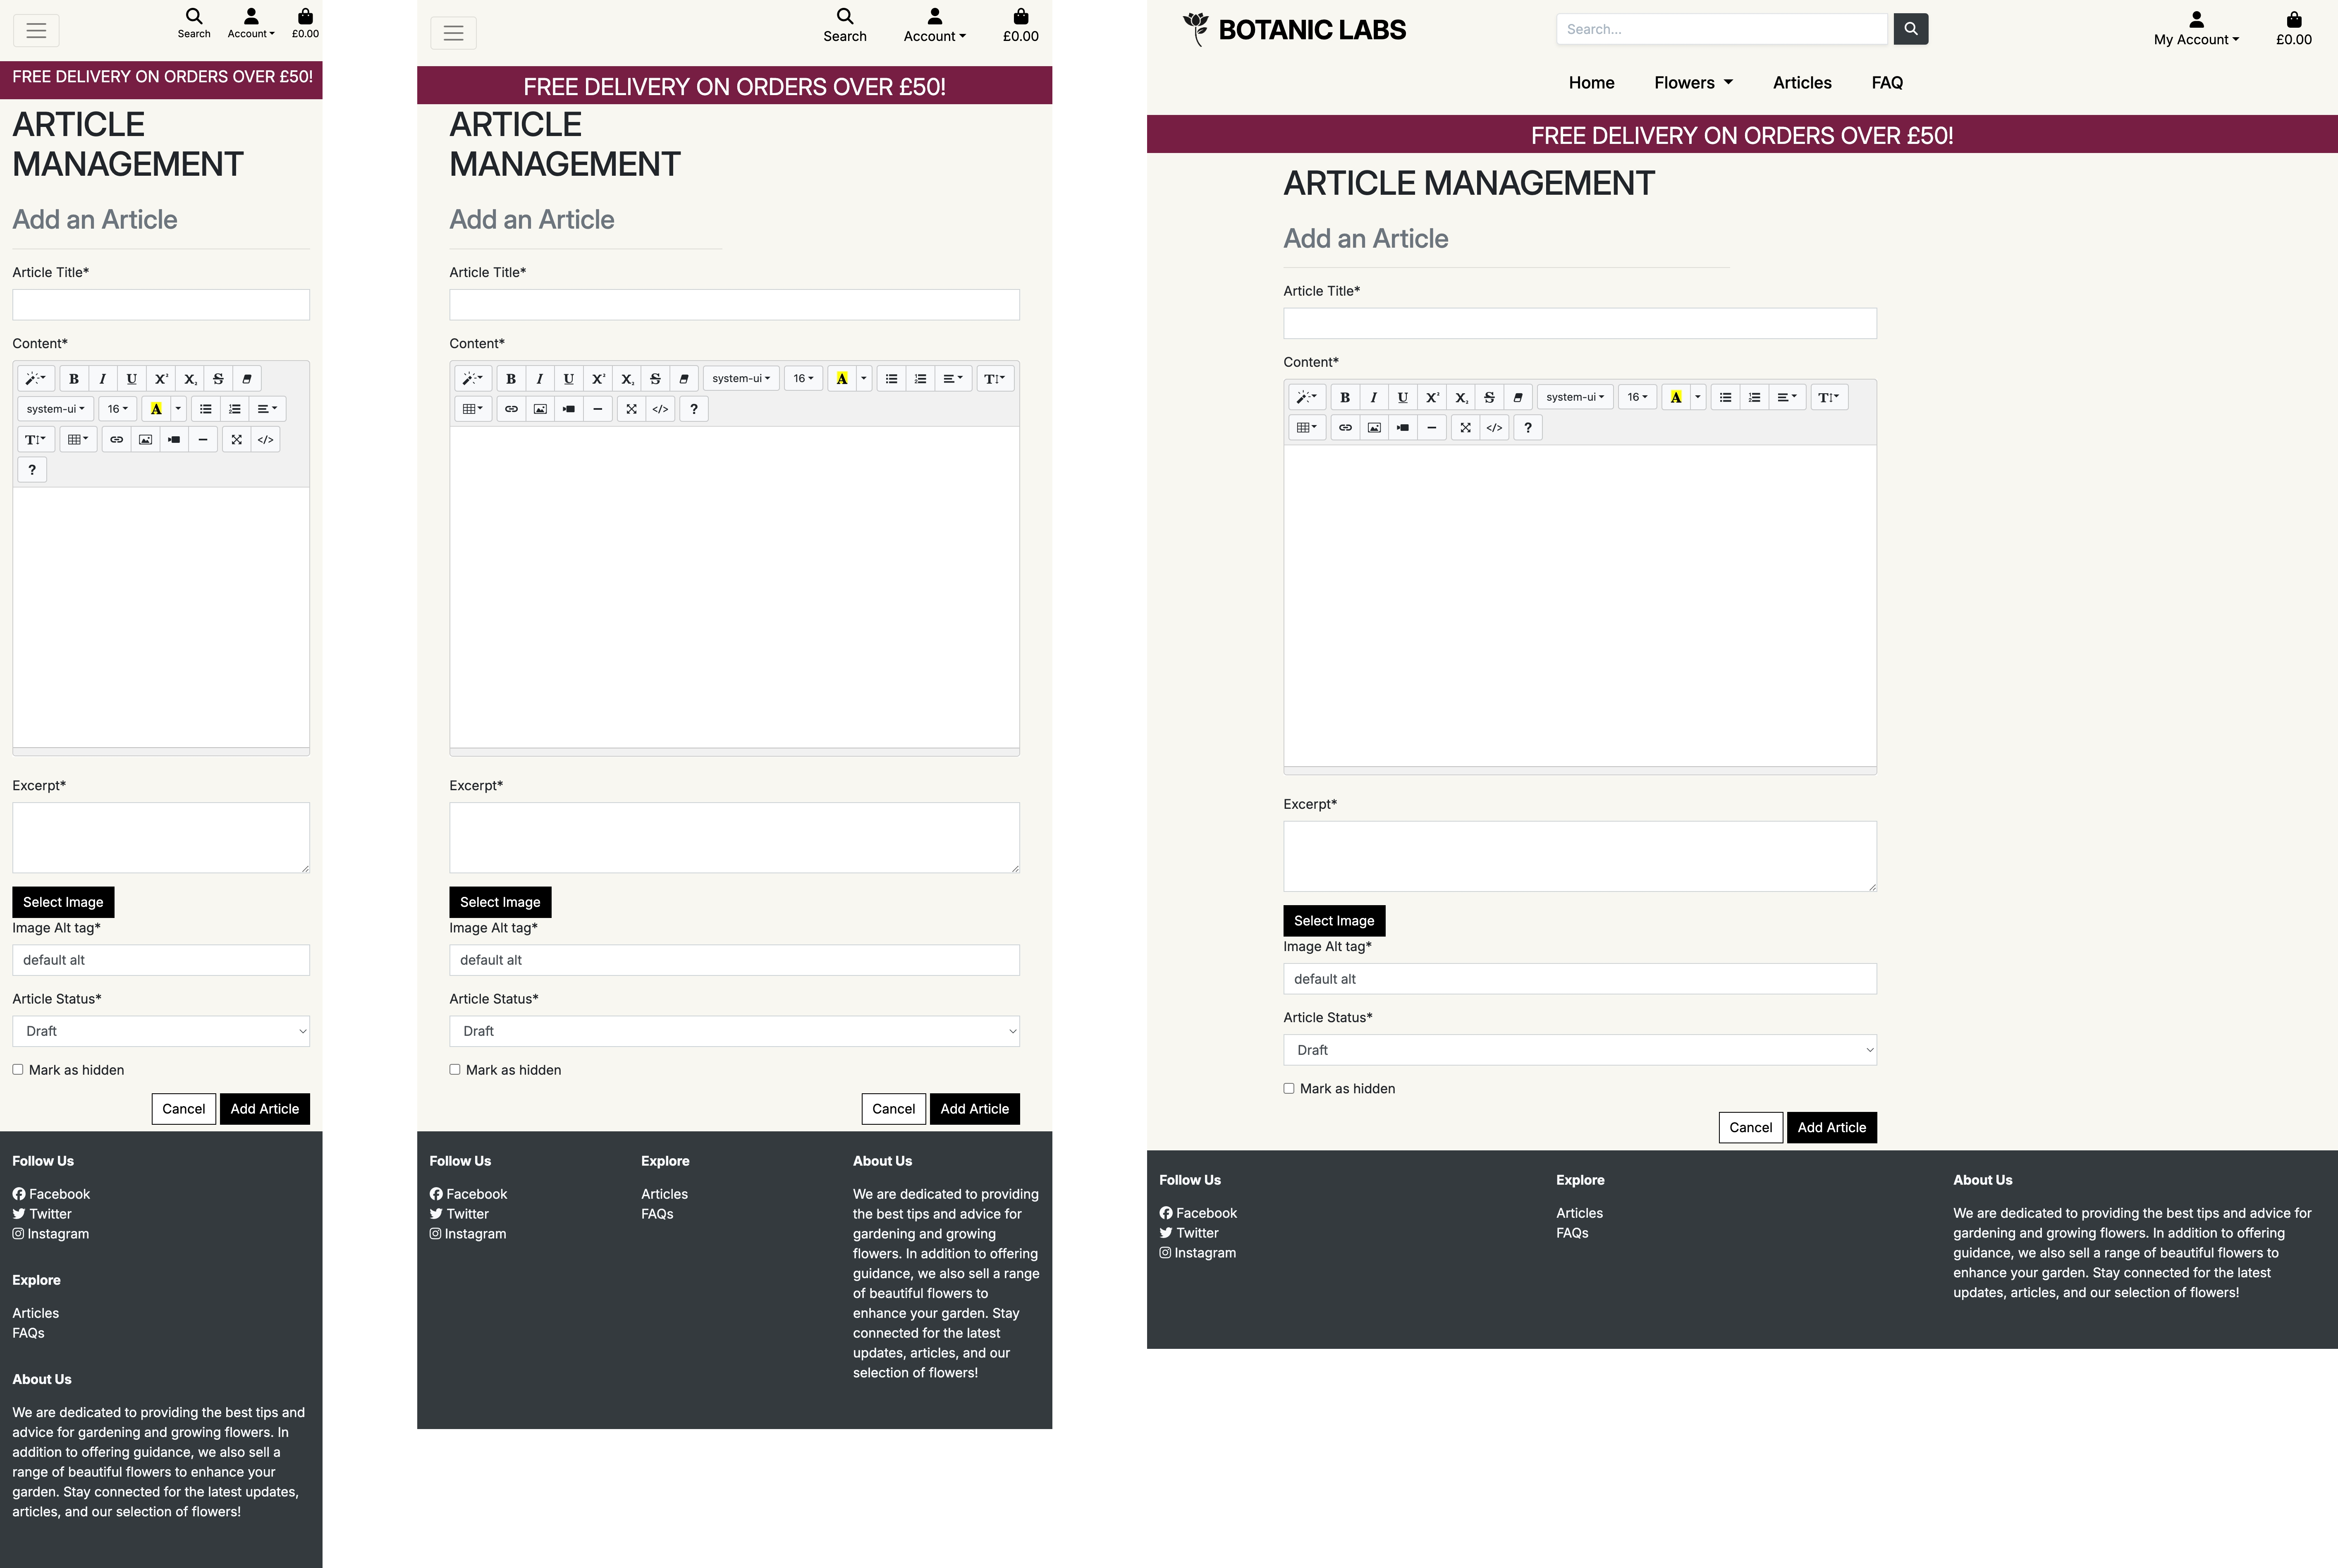 Search
Account
£0.00
FREE DELIVERY ON ORDERS OVER £50!
ARTICLE
MANAGEMENT
Add an Article
Article Title*
Content*
B I U X² X₂ S
system-ui 16 A
T
</>
?
Excerpt*
Select Image
Image Alt tag*
default alt
Article Status*
Draft
Mark as hidden
Cancel Add Article
Follow Us
Facebook
Twitter
Instagram
Explore
Articles
FAQs
About Us
We are dedicated to providing the best tips and
advice for gardening and growing flowers. In
addition to offering guidance, we also sell a
range of beautiful flowers to enhance your
garden. Stay connected for the latest updates,
articles, and our selection of flowers!
Search
Account
£0.00
FREE DELIVERY ON ORDERS OVER £50!
ARTICLE
MANAGEMENT
Add an Article
Article Title*
Content*
B I U X² X₂ S system-ui 16 A T
</> ?
Excerpt*
Select Image
Image Alt tag*
default alt
Article Status*
Draft
Mark as hidden
Cancel Add Article
Follow Us
Facebook
Twitter
Instagram
Explore
Articles
FAQs
About Us
We are dedicated to providing
the best tips and advice for
gardening and growing
flowers. In addition to offering
guidance, we also sell a range
of beautiful flowers to
enhance your garden. Stay
connected for the latest
updates, articles, and our
selection of flowers!
BOTANIC LABS
Search...
My Account
£0.00
Home Flowers Articles FAQ
FREE DELIVERY ON ORDERS OVER £50!
ARTICLE MANAGEMENT
Add an Article
Article Title*
Content*
B I U X² X₂ S system-ui 16 A T
</> ?
Excerpt*
Select Image
Image Alt tag*
default alt
Article Status*
Draft
Mark as hidden
Cancel Add Article
Follow Us
Facebook
Twitter
Instagram
Explore
Articles
FAQs
About Us
We are dedicated to providing the best tips and advice for
gardening and growing flowers. In addition to offering
guidance, we also sell a range of beautiful flowers to
enhance your garden. Stay connected for the latest
updates, articles, and our selection of flowers!